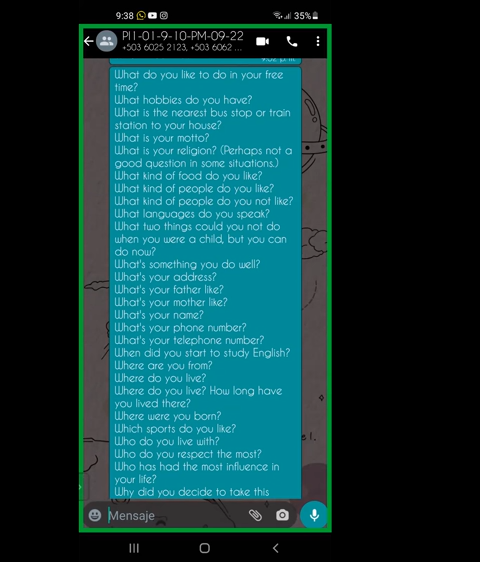 9:38
35%
PI1-01-9-10-PM-09-22
+503 6025 2123, +503 6062 ...
What do you like to do in your free
time?
What hobbies do you have?
What is the nearest bus stop or train
station to your house?
What is your motto?
What is your religion? (Perhaps not a
good question in some situations.)
What kind of food do you like?
What kind of people do you like?
What kind of people do you not like?
What languages do you speak?
What two things could you not do
when you were a child, but you can
do now?
What's something you do well?
What's your address?
What's your father like?
What's your mother like?
What's your name?
What's your phone number?
What's your telephone number?
When did you start to study English?
Where are you from?
Where do you live?
Where do you live? How long have
you lived there?
Where were you born?
Which sports do you like?
Who do you live with?
Who do you respect the most?
Who has had the most influence in
your life?
Why did you decide to take this
Mensaje